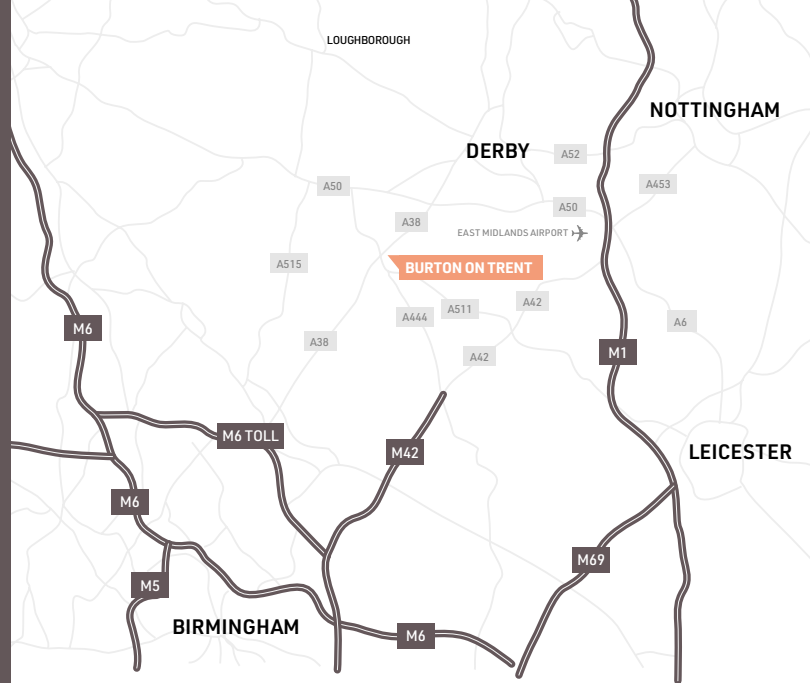 LOUGHBOROUGH
NOTTINGHAM
DERBY
A52
A50
A453
A50
A38
EAST MIDLANDS AIRPORT
A515
BURTON ON TRENT
A42
A511
A444
A6
M6
A38
M1
A42
M6 TOLL
M42
LEICESTER
M6
M69
M5
BIRMINGHAM
M6